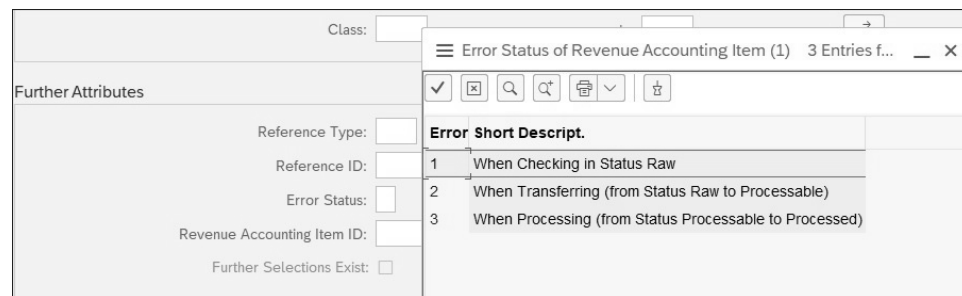 Class:
Error Status of Revenue Accounting Item (1) 3 Entries f...
Further Attributes
Reference Type:
Error Short Descript.
Reference ID:
1 When Checking in Status Raw
Error Status:
2 When Transferring (from Status Raw to Processable)
3 When Processing (from Status Processable to Processed)
Revenue Accounting Item ID:
Further Selections Exist: